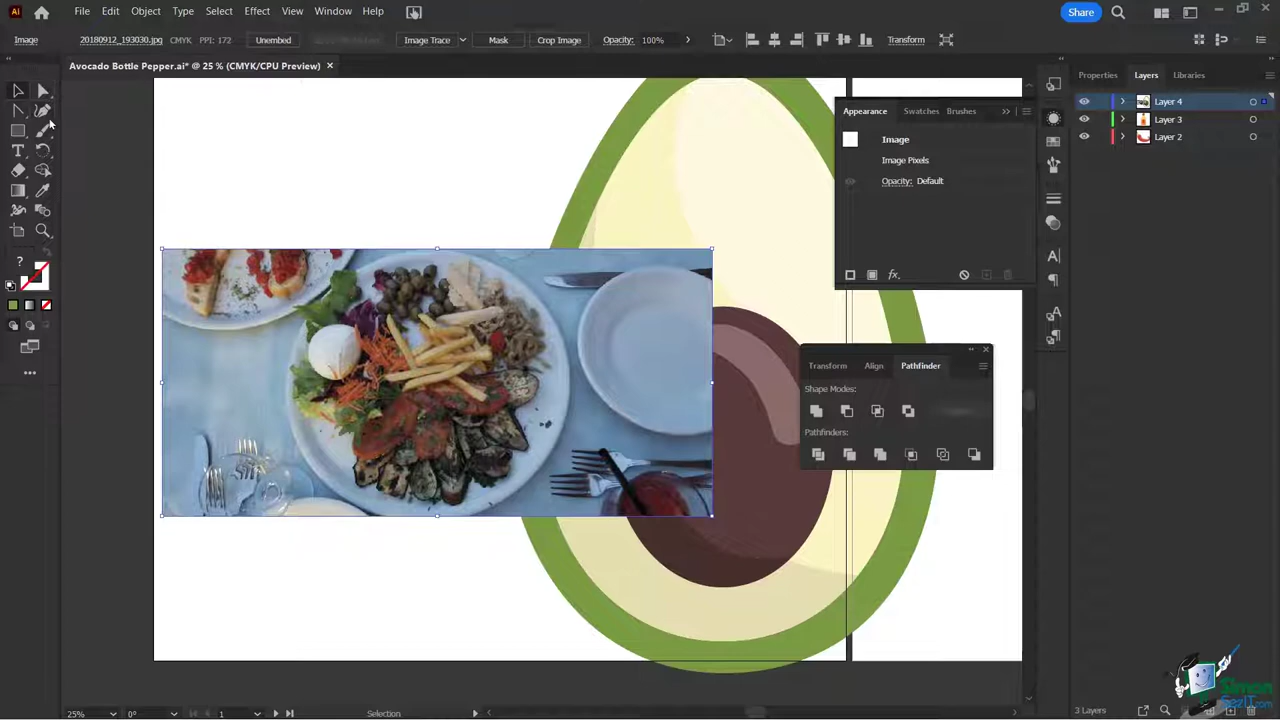 Ai File Edit Object Type Select Effect View Window Help Share
Image 20180912_193030.jpg CMYK PPI: 172 Unembed Image Trace Mask Crop Image Opacity: 100% Transform
Avocado Bottle Pepper.ai* @ 25 % (CMYK/CPU Preview) ×
Properties Layers Libraries
Layer 4
Layer 3
Layer 2
Appearance Swatches Brushes
Image
Image Pixels
Opacity: Default
Transform Align Pathfinder
Shape Modes:
Pathfinders:
Simon
SezIT.com
25% 0° 1 Selection
3 Layers